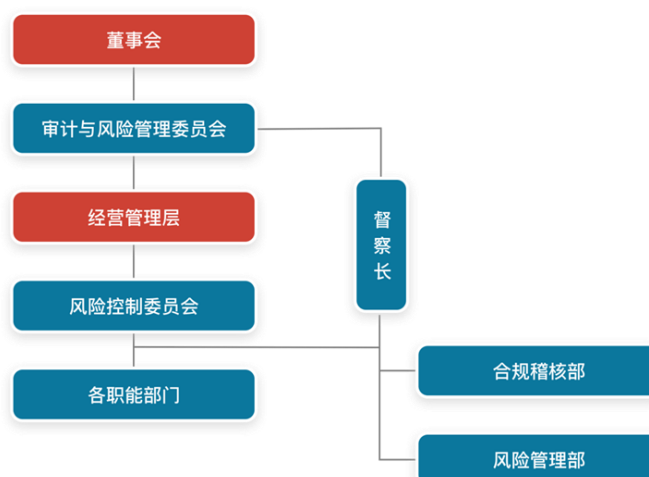 董事会
审计与风险管理委员会
经营管理层
督察长
风险控制委员会
合规稽核部
各职能部门
风险管理部